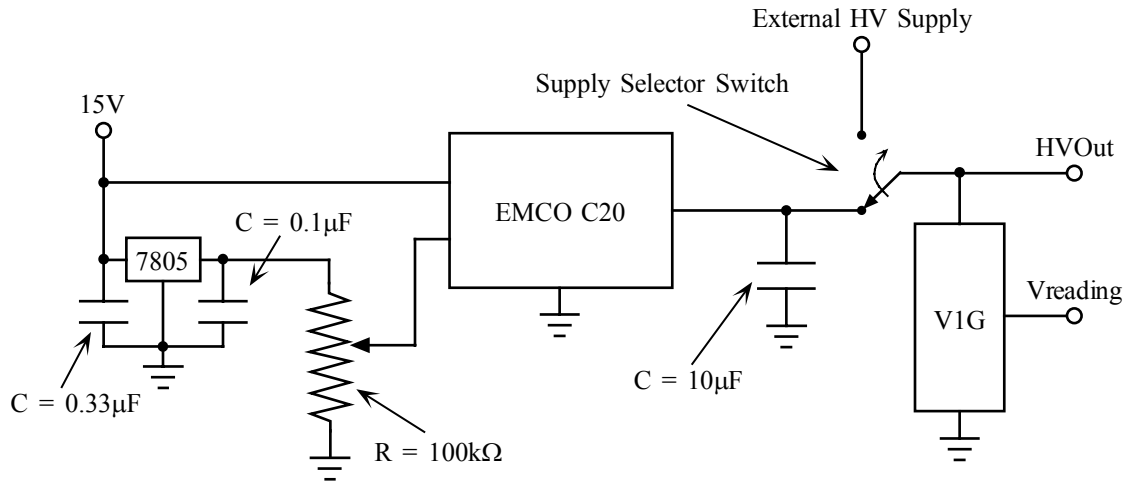 External HV Supply
Supply Selector Switch
15V
HVOut
EMCO C20
C = 0.1μF
7805
Vreading
V1G
C = 10μF
C = 0.33μF
R = 100kΩ